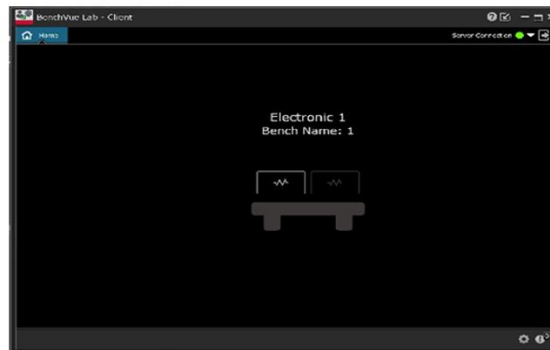 BenchVue Lab - Client
Home
Server Connection
Electronic 1
Bench Name: 1